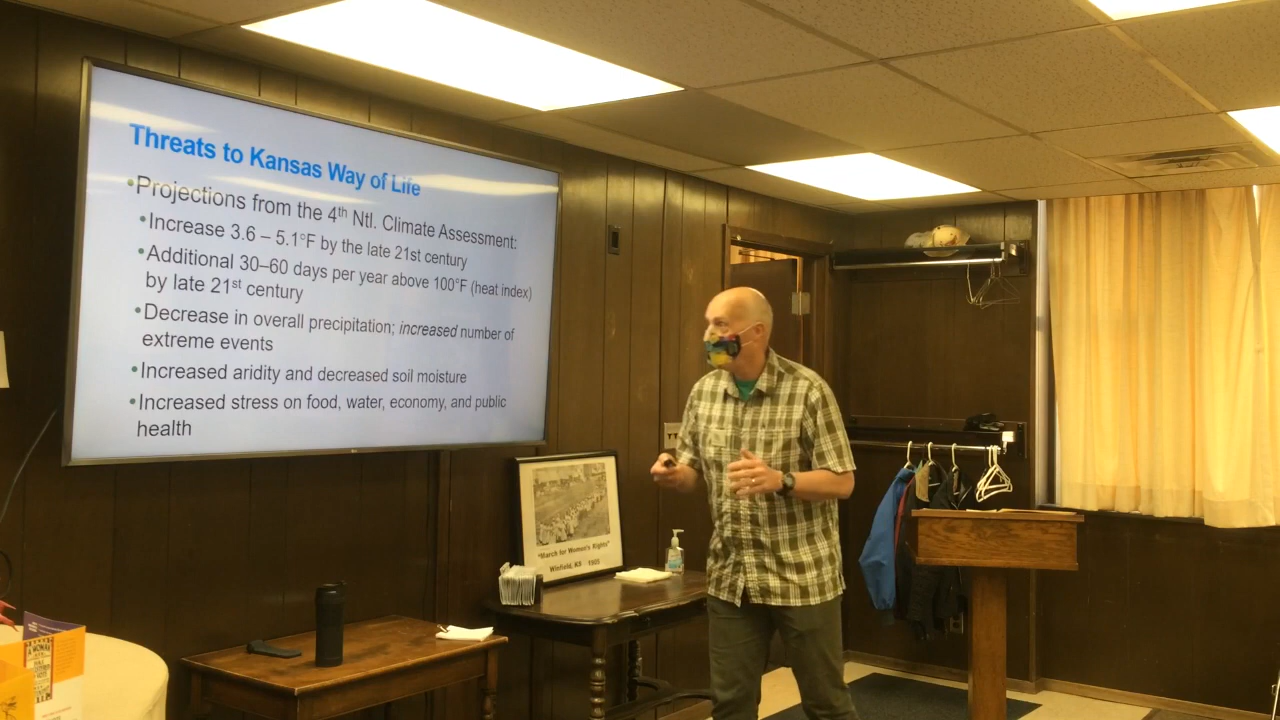 Threats to Kansas Way of Life
•Projections from the 4th Ntl. Climate Assessment:
•Increase 3.6 – 5.1°F by the late 21st century
•Additional 30–60 days per year above 100°F (heat index)
by late 21st century
•Decrease in overall precipitation; increased number of
extreme events
•Increased aridity and decreased soil moisture
•Increased stress on food, water, economy, and public
health
"March for Women's Rights"
Winfield, KS